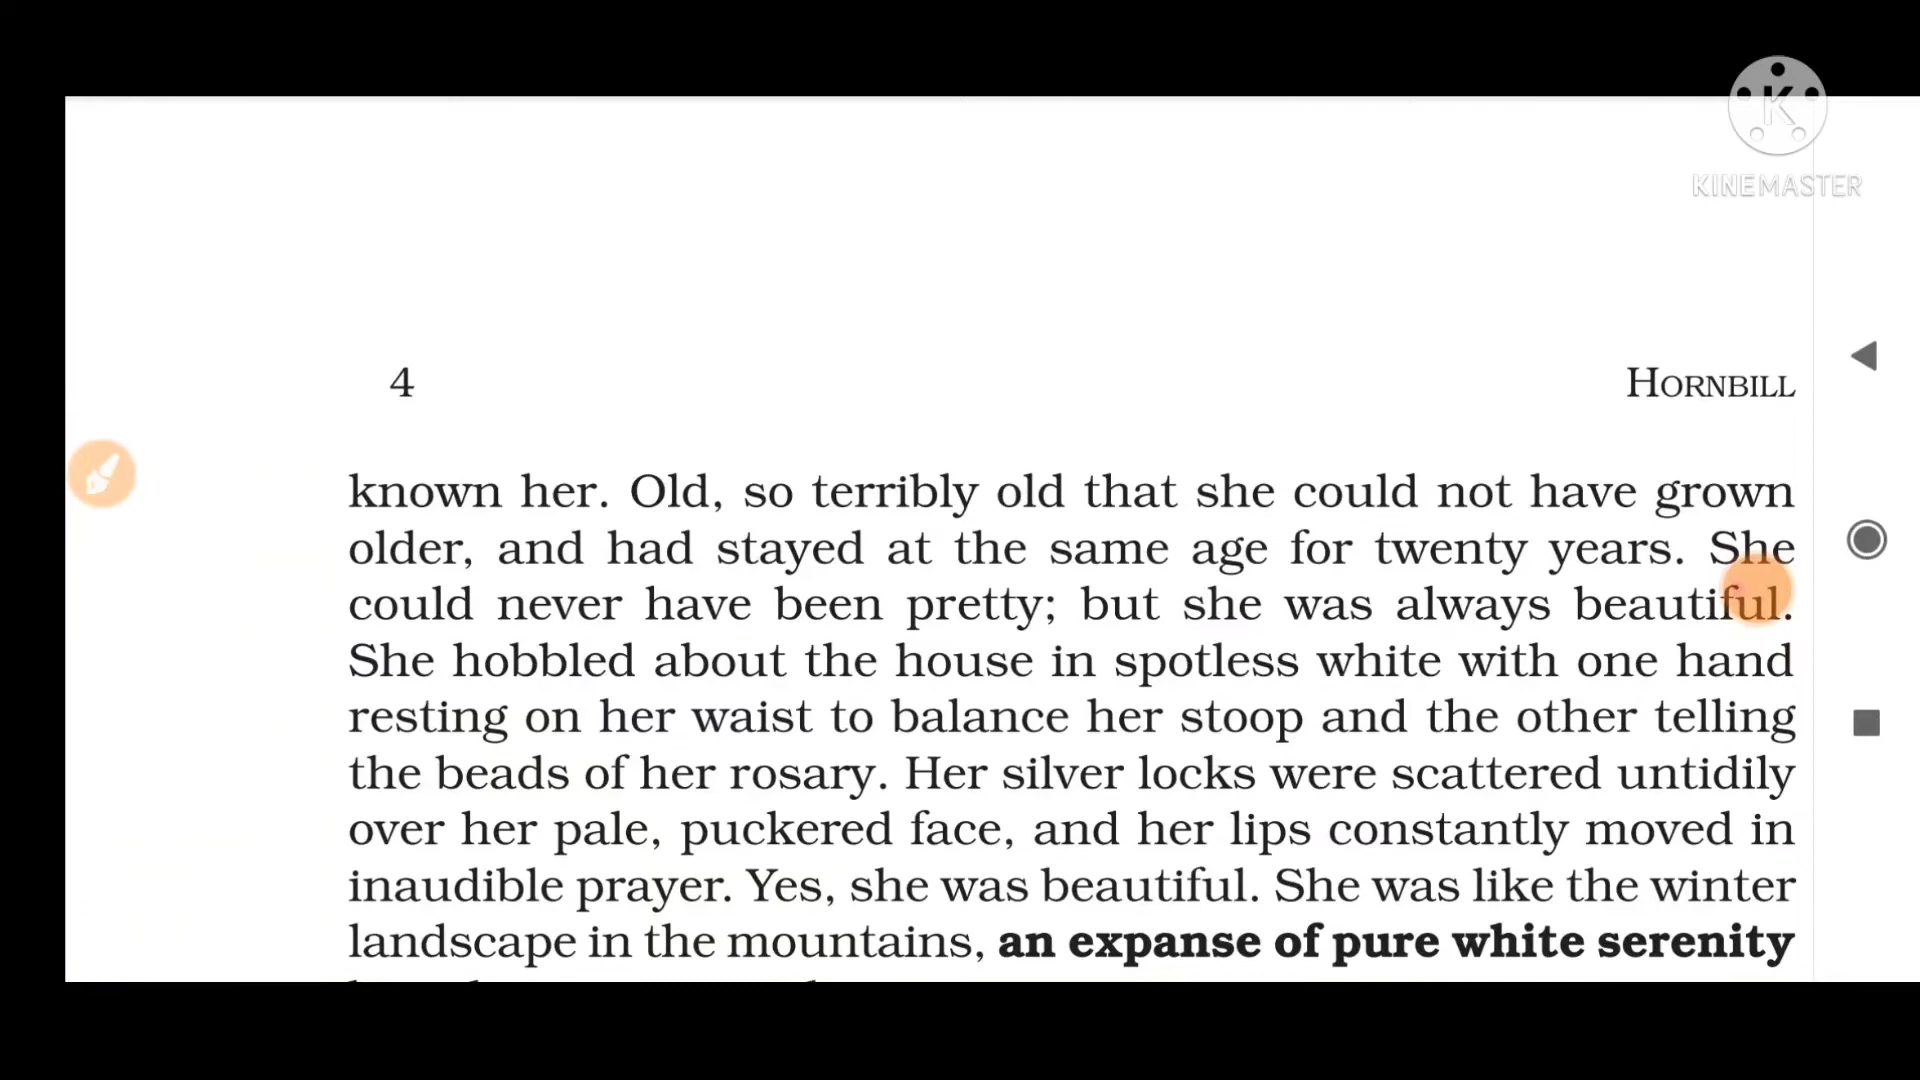 K
KINEMASTER
4
HORNBILL
known her. Old, so terribly old that she could not have grown
older, and had stayed at the same age for twenty years. She
could never have been pretty; but she was always beautiful.
She hobbled about the house in spotless white with one hand
resting on her waist to balance her stoop and the other telling
the beads of her rosary. Her silver locks were scattered untidily
over her pale, puckered face, and her lips constantly moved in
inaudible prayer. Yes, she was beautiful. She was like the winter
landscape in the mountains, an expanse of pure white serenity